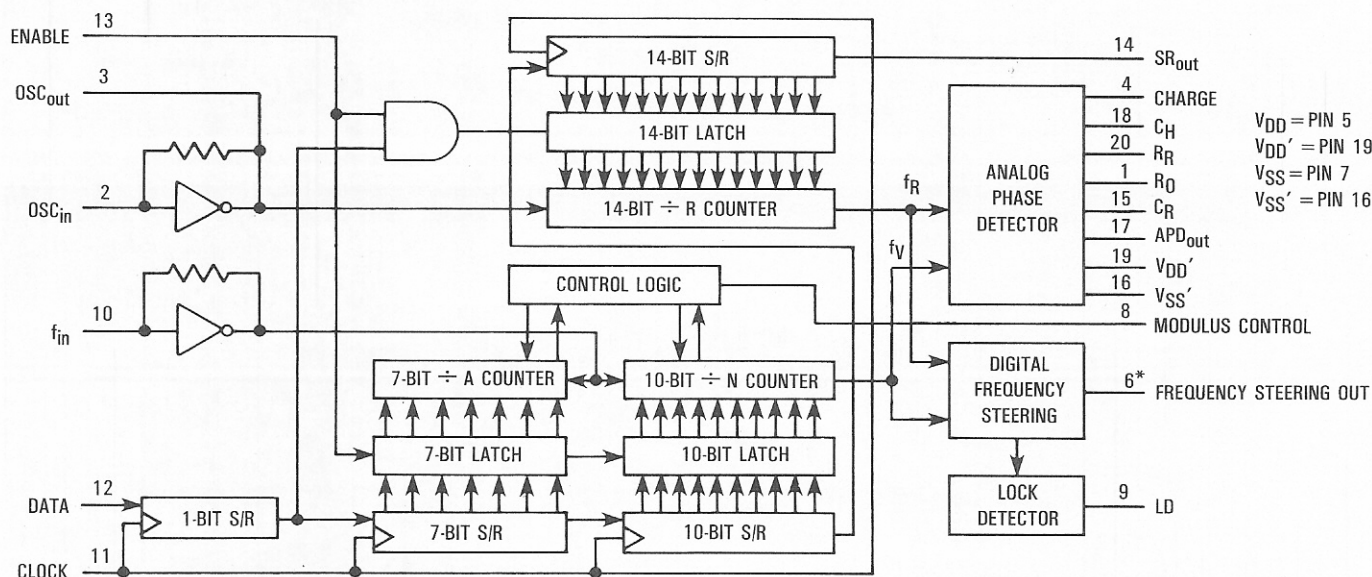 ENABLE 13
OSCout 3
OSCin 2
fin 10
DATA 12
CLOCK 11
14-BIT S/R
14-BIT LATCH
14-BIT ÷ R COUNTER
CONTROL LOGIC
7-BIT ÷ A COUNTER
10-BIT ÷ N COUNTER
7-BIT LATCH
10-BIT LATCH
1-BIT S/R
7-BIT S/R
10-BIT S/R
fR
fV
ANALOG
PHASE
DETECTOR
DIGITAL
FREQUENCY
STEERING
LOCK
DETECTOR
14 SRout
4 CHARGE
18 CH
20 RR
1 RO
15 CR
17 APDout
19 VDD'
16 VSS'
8 MODULUS CONTROL
6* FREQUENCY STEERING OUT
9 LD
VDD = PIN 5
VDD' = PIN 19
VSS = PIN 7
VSS' = PIN 16